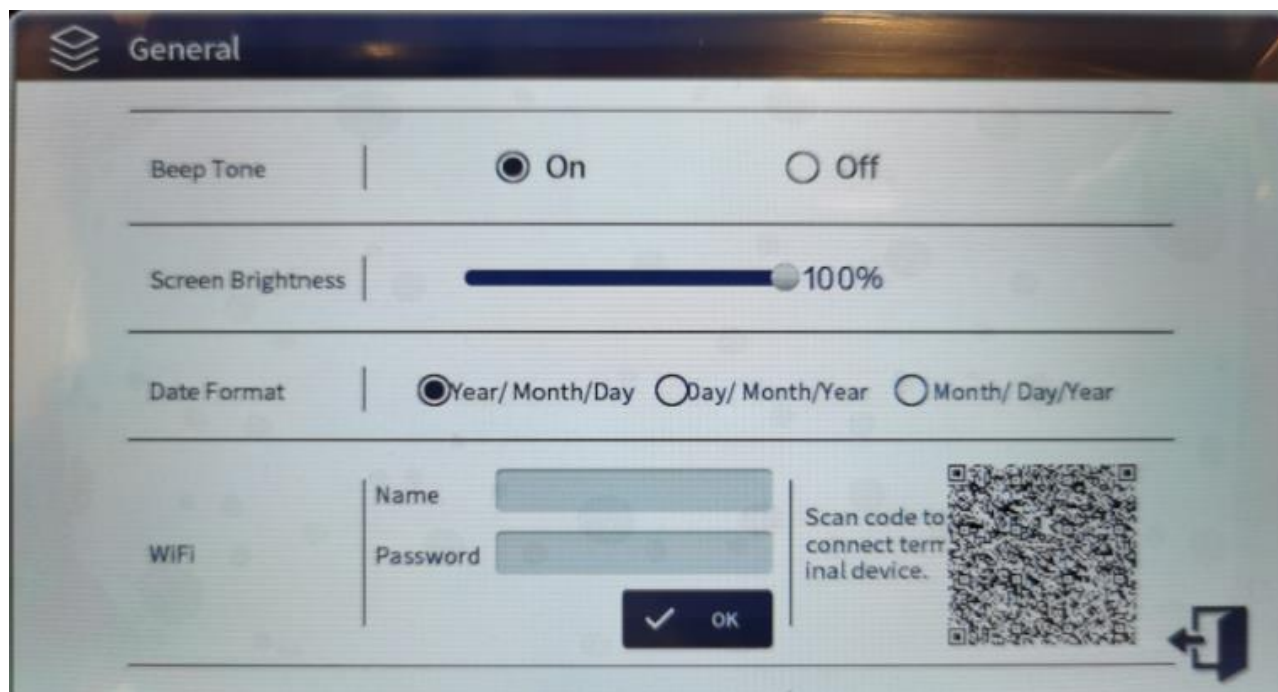 General
Beep Tone On Off
Screen Brightness 100%
Date Format Year/ Month/Day Day/ Month/Year Month/ Day/Year
WiFi
Name
Password
OK
Scan code to
connect term
inal device.